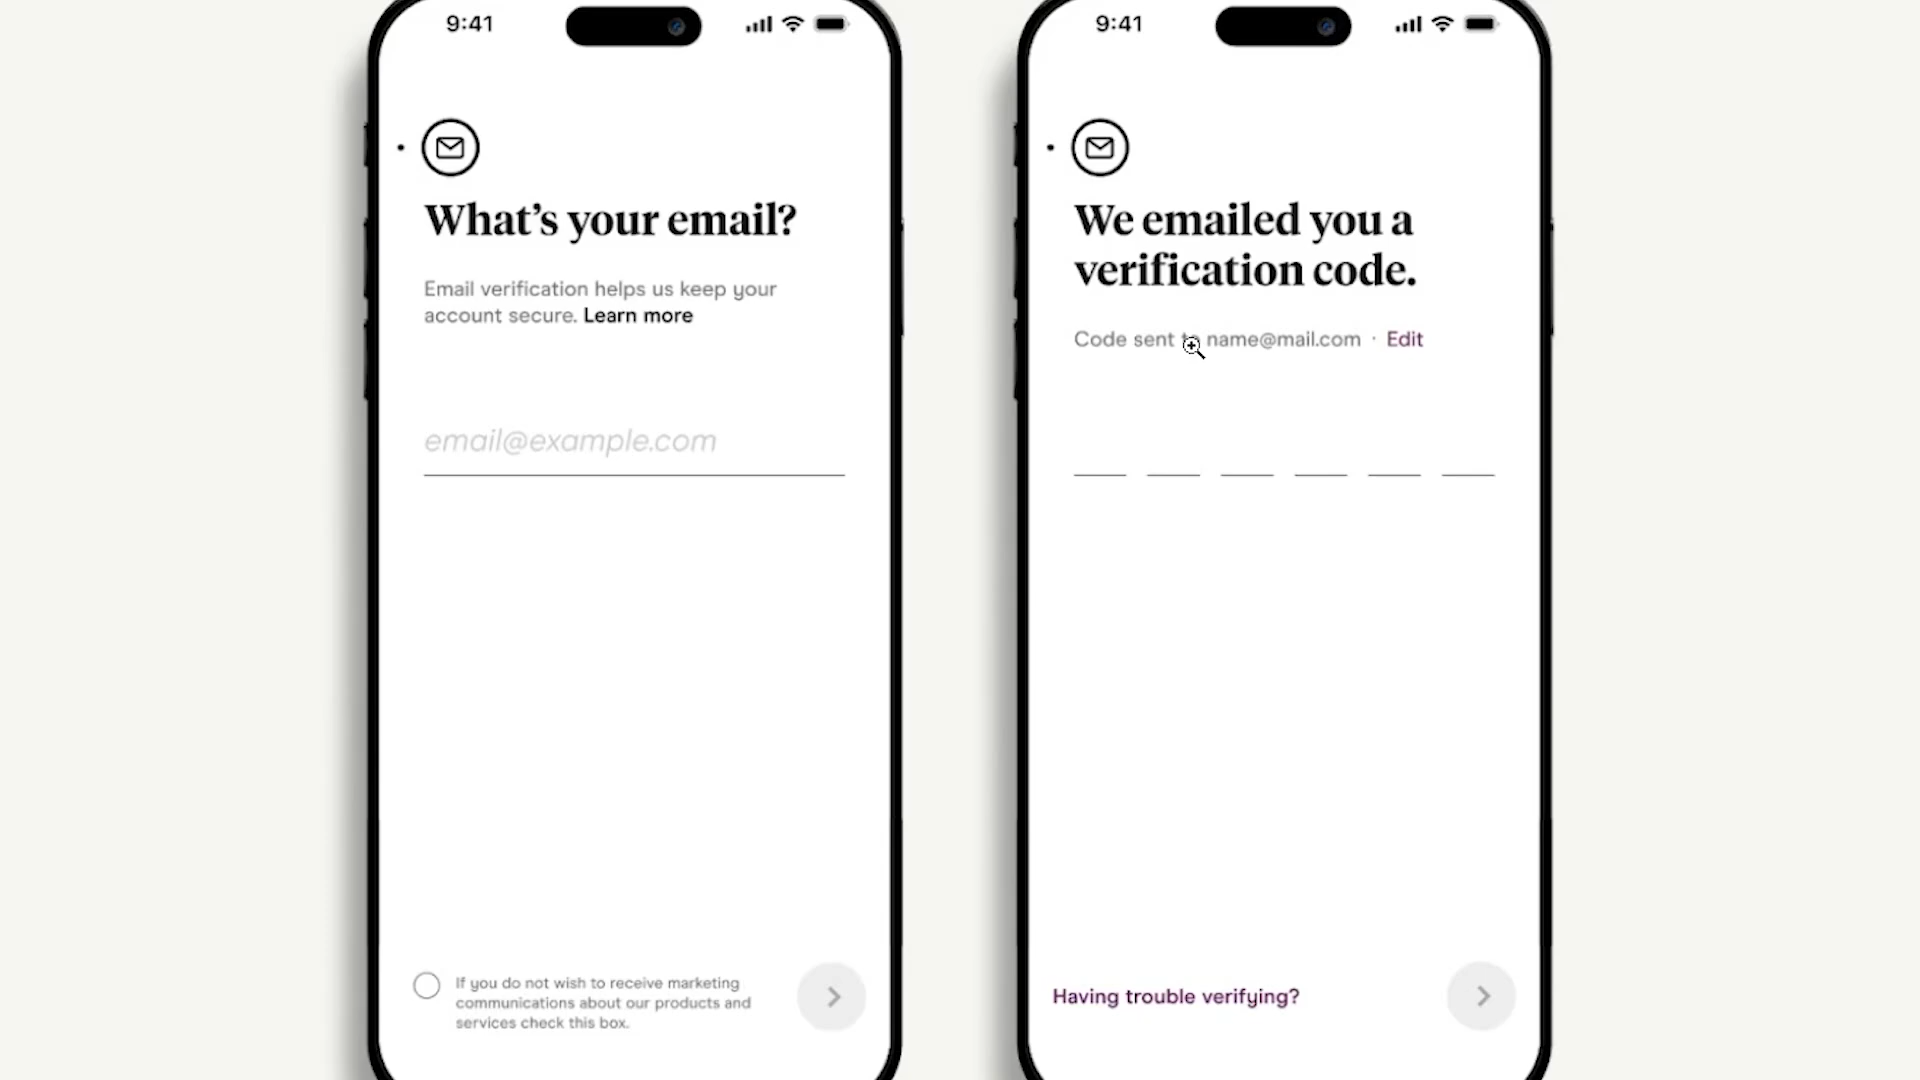 9:41
What's your email?
Email verification helps us keep your
account secure. Learn more
email@example.com
If you do not wish to receive marketing
communications about our products and
services check this box.
9:41
We emailed you a
verification code.
Code sent to name@mail.com · Edit
Having trouble verifying?